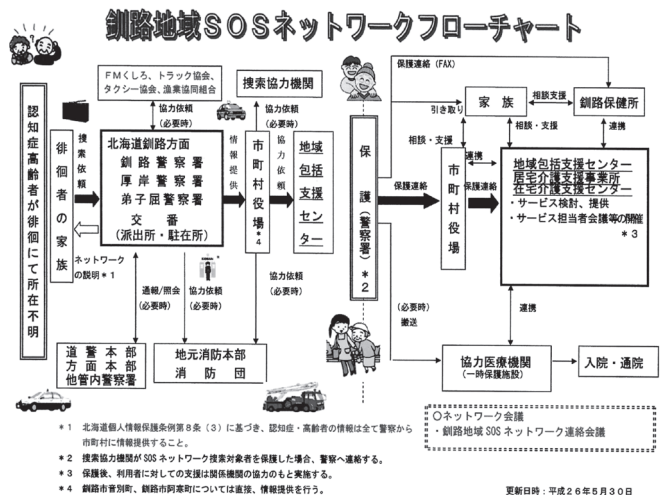 釧路地域SOSネットワークフローチャート
認知症高齢者が徘徊にて所在不明
徘徊者の家族
捜索依頼
ネットワーク
の説明＊1
FMくしろ、トラック協会、
タクシー協会、漁業協同組合
協力依頼
(必要時)
北海道釧路方面
釧路警察署
厚岸警察署
弟子屈警察署
交番
(派出所・駐在所)
情報提供
捜索協力機関
協力依頼
(必要時)
市町村役場
＊4
協力依頼
地域
包括
支援
セン
ター
通報/照会
(必要時)
協力依頼
(必要時)
協力依頼
(必要時)
道警本部
方面本部
他管内警察署
地元消防本部
消防団
保護(警察署)＊2
保護連絡(FAX)
家族
相談支援
釧路保健所
引き取り
相談・支援
相談・支援
連携
保護連絡
市町村役場
連携
保護連絡
地域包括支援センター
居宅介護支援事業所
在宅介護支援センター
・サービス検討、提供
・サービス担当者会議等の開催
＊3
(必要時)
搬送
連携
協力医療機関
(一時保護施設)
入院・通院
〇ネットワーク会議
・釧路地域SOSネットワーク連絡会議
＊1 北海道個人情報保護条例第8条(3)に基づき、認知症・高齢者の情報は全て警察から
市町村に情報提供すること。
＊2 捜索協力機関がSOSネットワーク捜索対象者を保護した場合、警察へ連絡する。
＊3 保護後、利用者に対しての支援は関係機関の協力のもと実施する。
＊4 釧路市音別町、釧路市阿寒町については直接、情報提供を行う。
更新日時：平成26年5月30日